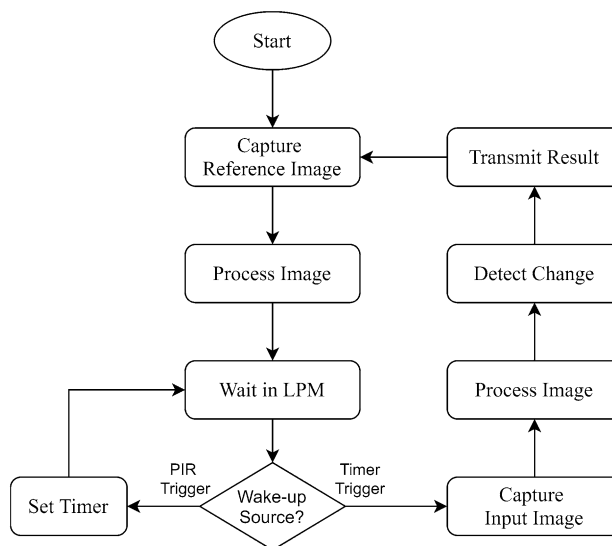 Start
Capture
Reference Image
Transmit Result
Process Image
Detect Change
Wait in LPM
Process Image
PIR
Trigger
Timer
Trigger
Wake-up
Source?
Set Timer
Capture
Input Image